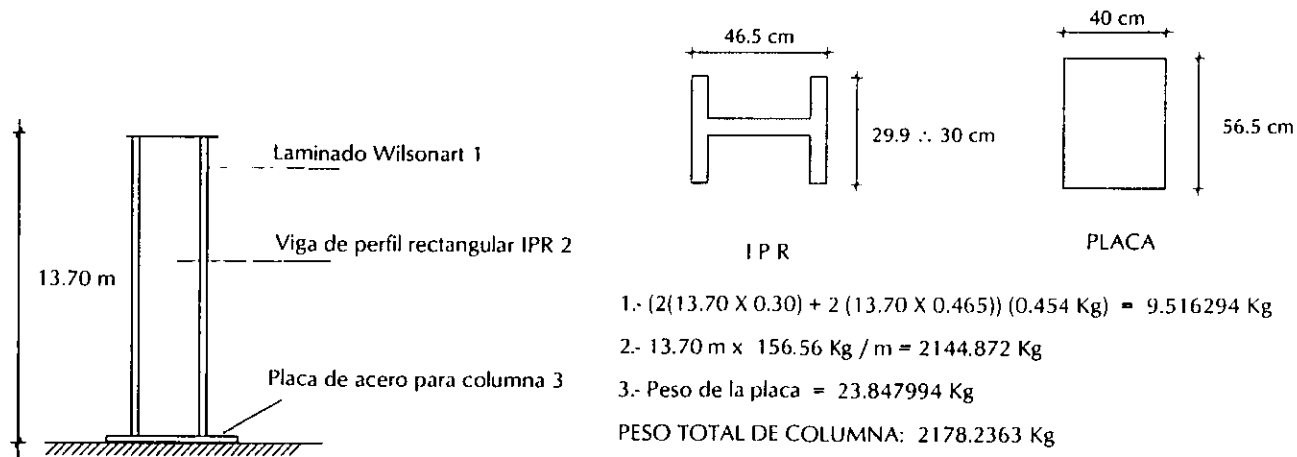 13.70 m
Laminado Wilsonart 1
Viga de perfil rectangular IPR 2
Placa de acero para columna 3
46.5 cm
29.9 ∴ 30 cm
I P R
40 cm
56.5 cm
PLACA
1.- (2(13.70 X 0.30) + 2 (13.70 X 0.465)) (0.454 Kg) = 9.516294 Kg
2.- 13.70 m x 156.56 Kg / m = 2144.872 Kg
3.- Peso de la placa = 23.847994 Kg
PESO TOTAL DE COLUMNA: 2178.2363 Kg